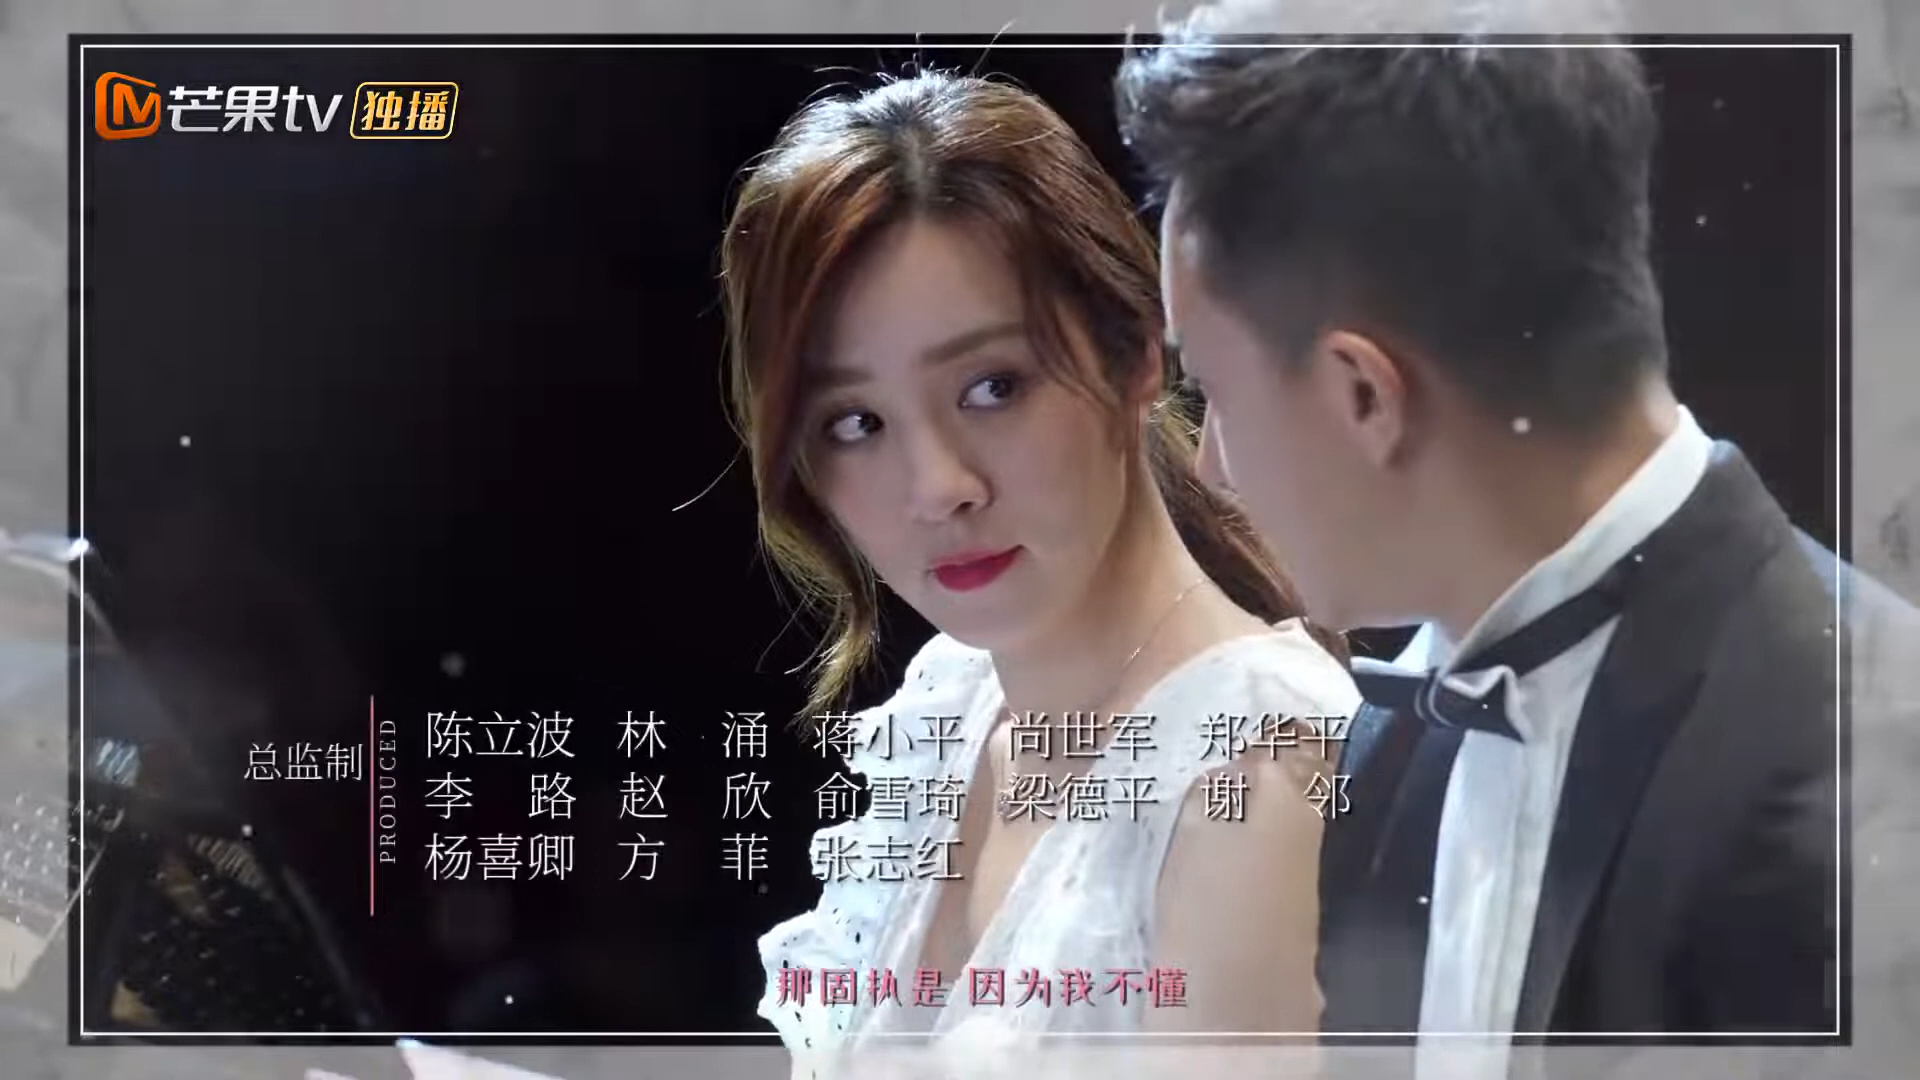 芒果tv 独播
总监制
PRODUCED
陈立波 林涌 蒋小平 尚世军 郑华平
李路 赵欣 俞雪琦 梁德平 谢邻
杨喜卿 方菲 张志红
那固执是 因为我不懂